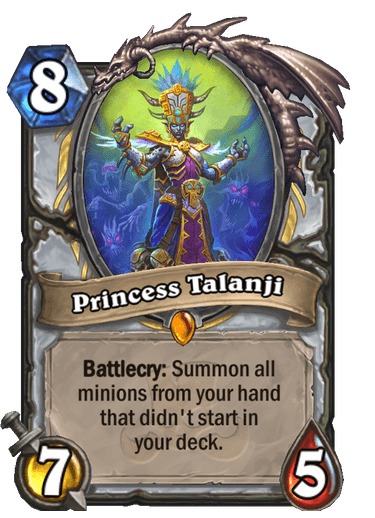 8
Princess Talanji
Battlecry: Summon all
minions from your hand
that didn't start in
your deck.
7
5